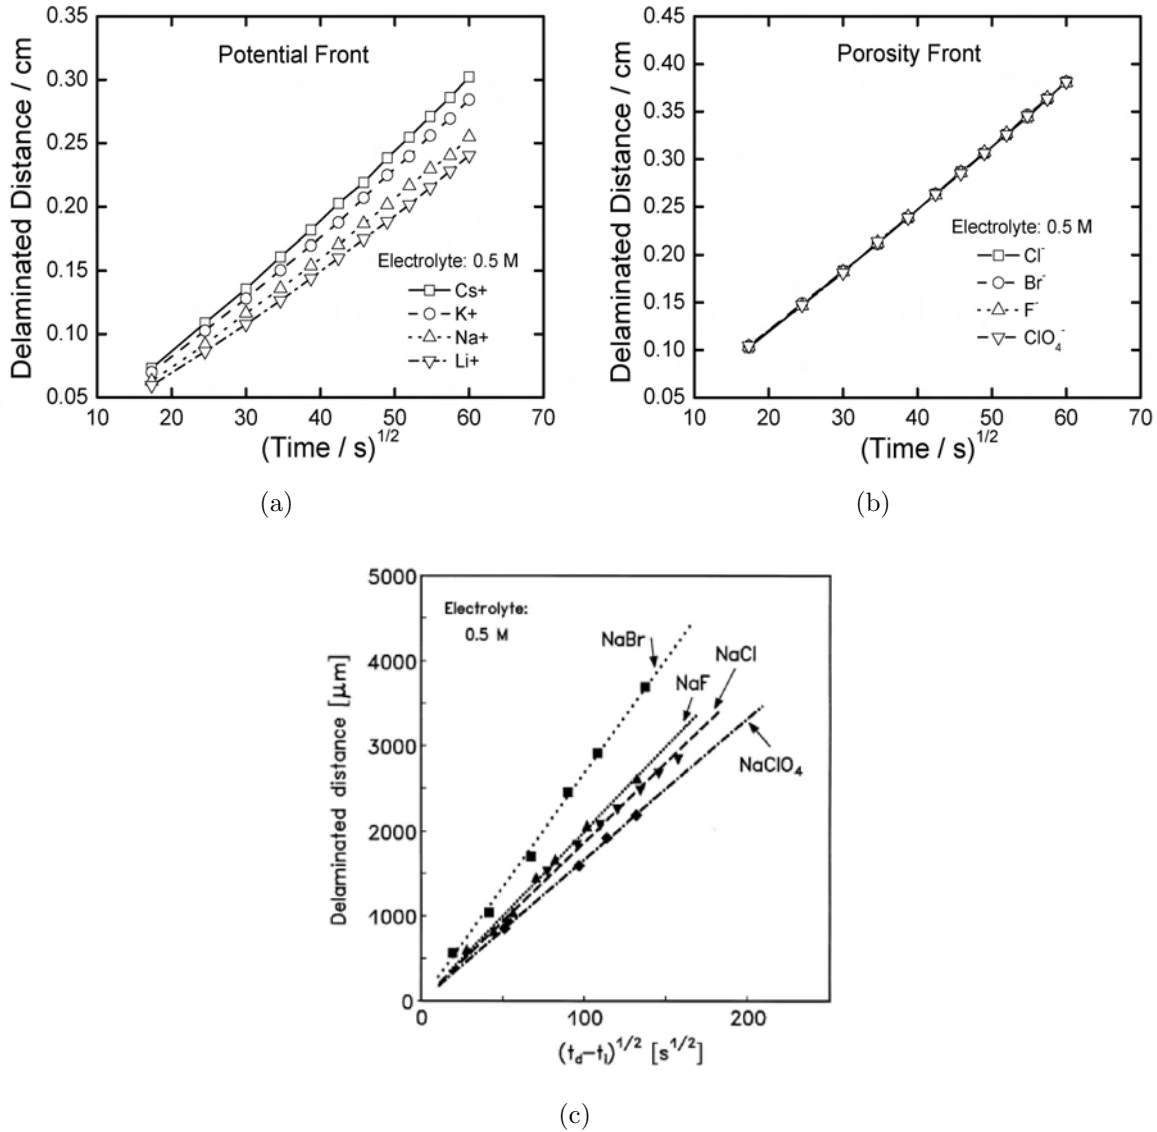 Potential Front
Delaminated Distance / cm
0.35
0.30
0.25
0.20
0.15
0.10
0.05
Electrolyte: 0.5 M
Cs+
K+
Na+
Li+
10 20 30 40 50 60 70
(Time / s)^1/2
(a)
Porosity Front
Delaminated Distance / cm
0.45
0.40
0.35
0.30
0.25
0.20
0.15
0.10
0.05
Electrolyte: 0.5 M
Cl⁻
Br⁻
F⁻
ClO₄⁻
10 20 30 40 50 60 70
(Time / s)^1/2
(b)
Delaminated distance [μm]
5000
4000
3000
2000
1000
0
Electrolyte:
0.5 M
NaBr
NaCl
NaF
NaClO₄
0 100 200
(t_d–t_i)^1/2 [s^1/2]
(c)